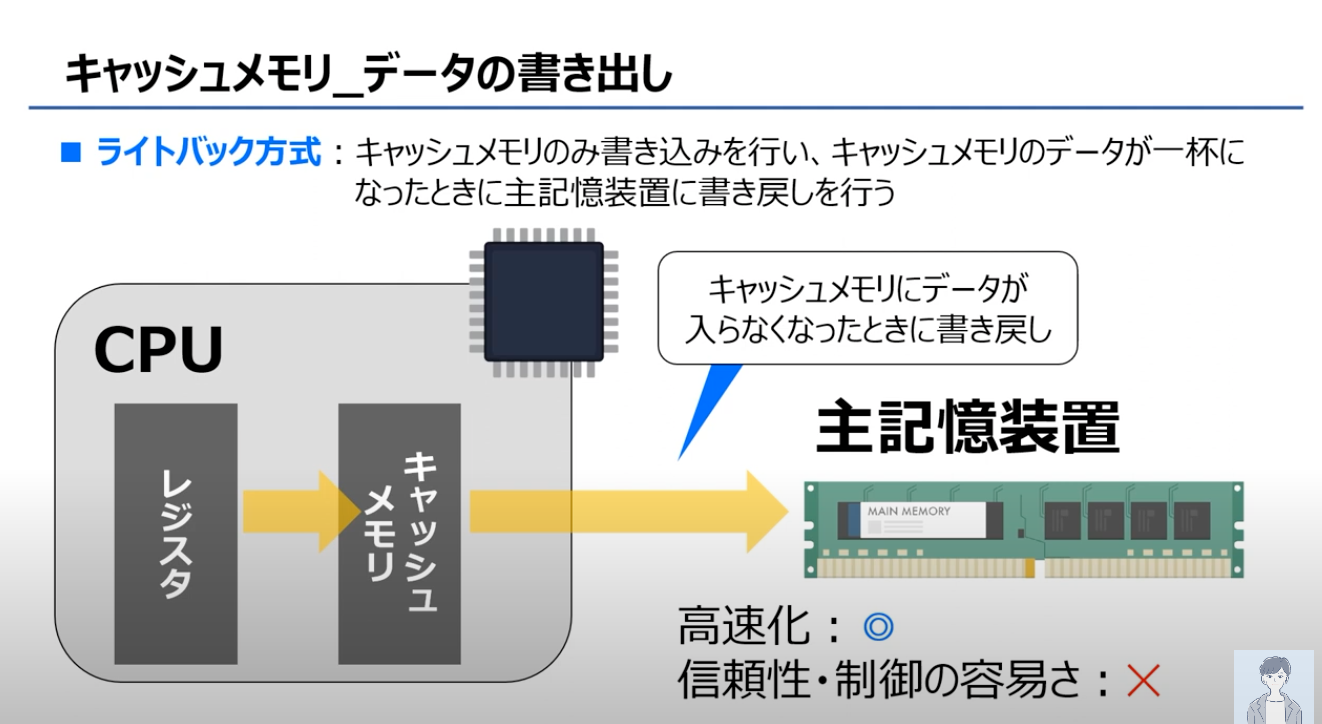 キャッシュメモリ_データの書き出し
■ ライトバック方式：キャッシュメモリのみ書き込みを行い、キャッシュメモリのデータが一杯に
なったときに主記憶装置に書き戻しを行う
キャッシュメモリにデータが
入らなくなったときに書き戻し
CPU
レジスタ
キャッシュ
メモリ
主記憶装置
MAIN MEMORY
高速化：◎
信頼性・制御の容易さ：×